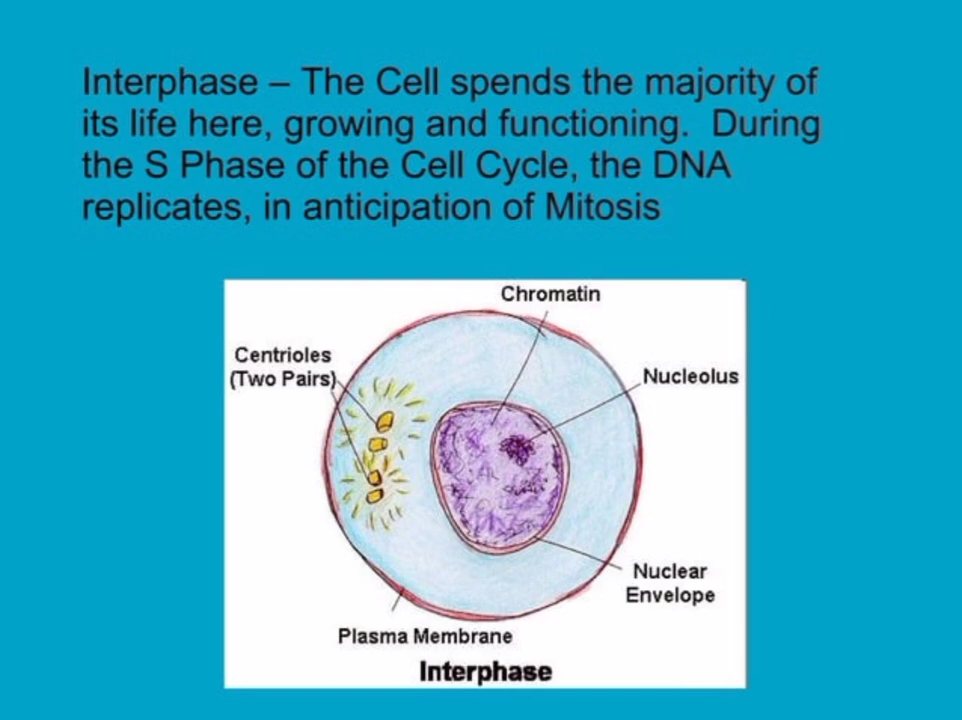 Interphase – The Cell spends the majority of
its life here, growing and functioning.  During
the S Phase of the Cell Cycle, the DNA
replicates, in anticipation of Mitosis
Chromatin
Centrioles
(Two Pairs)
Nucleolus
Nuclear
Envelope
Plasma Membrane
Interphase